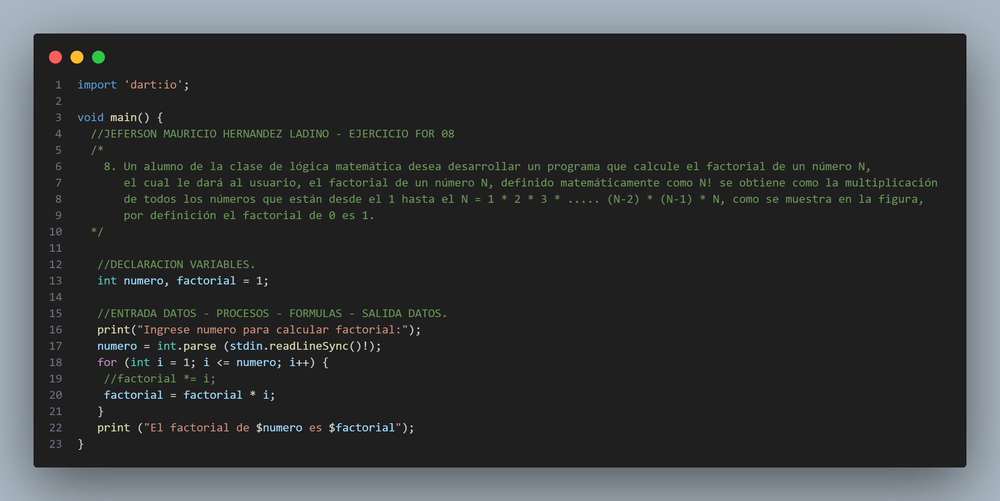 1 import 'dart:io';
2
3 void main() {
4 //JEFERSON MAURICIO HERNANDEZ LADINO - EJERCICIO FOR 08
5 /*
6 8. Un alumno de la clase de lógica matemática desea desarrollar un programa que calcule el factorial de un número N,
7 el cual le dará al usuario, el factorial de un número N, definido matemáticamente como N! se obtiene como la multiplicación
8 de todos los números que están desde el 1 hasta el N = 1 * 2 * 3 * ..... (N-2) * (N-1) * N, como se muestra en la figura,
9 por definición el factorial de 0 es 1.
10 */
11
12 //DECLARACION VARIABLES.
13 int numero, factorial = 1;
14
15 //ENTRADA DATOS - PROCESOS - FORMULAS - SALIDA DATOS.
16 print("Ingrese numero para calcular factorial:");
17 numero = int.parse (stdin.readLineSync()!);
18 for (int i = 1; i <= numero; i++) {
19 //factorial *= i;
20 factorial = factorial * i;
21 }
22 print ("El factorial de $numero es $factorial");
23 }